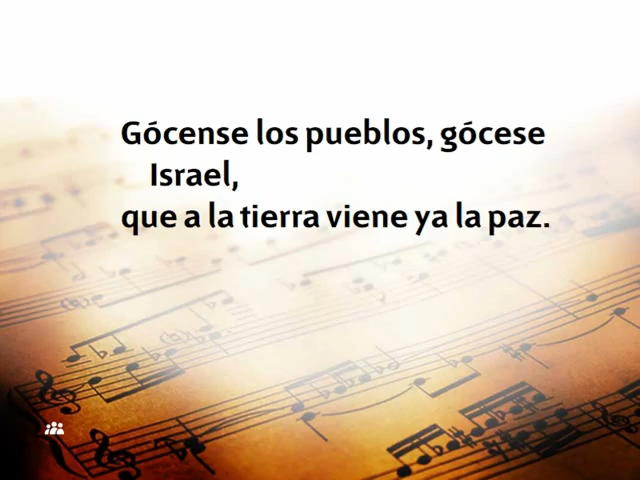 Gócense los pueblos, gócese
Israel,
que a la tierra viene ya la paz.